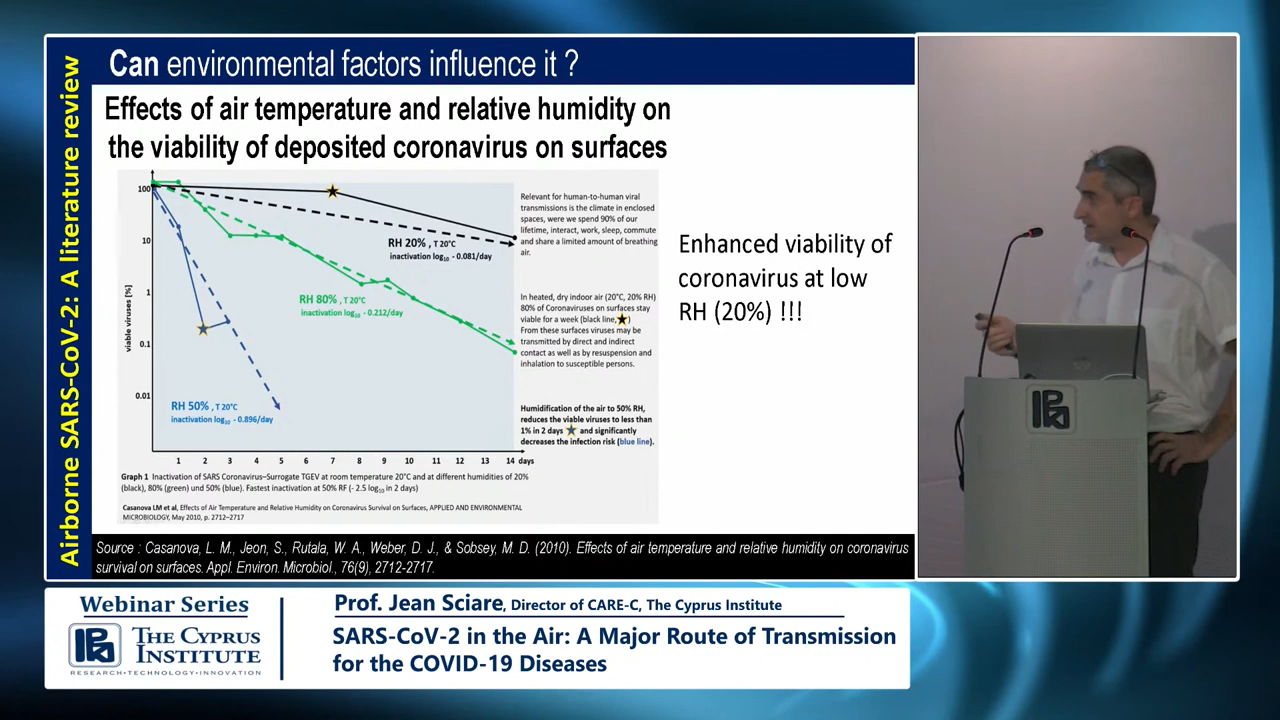 Airborne SARS-CoV-2: A literature review
Can environmental factors influence it ?
Effects of air temperature and relative humidity on
the viability of deposited coronavirus on surfaces
viable viruses [%]
100
10
1
0.1
0.01
RH 20% , T 20°C
inactivation log10 - 0.081/day
RH 80% , T 20°C
inactivation log10 - 0.212/day
RH 50% , T 20°C
inactivation log10 - 0.896/day
1 2 3 4 5 6 7 8 9 10 11 12 13 14 days
Relevant for human-to-human viral
transmissions is the climate in enclosed
spaces, were we spend 90% of our
lifetime, interact, work, sleep, commute
and share a limited amount of breathing
air.
In heated, dry indoor air (20°C, 20% RH)
80% of Coronaviruses on surfaces stay
viable for a week (black line, )
From these surfaces viruses may be
transmitted by direct and indirect
contact as well as by resuspension and
inhalation to susceptible persons.
Humidification of the air to 50% RH,
reduces the viable viruses to less than
1% in 2 days and significantly
decreases the infection risk (blue line).
Graph 1 Inactivation of SARS Coronavirus–Surrogate TGEV at room temperature 20°C and at different humidities of 20%
(black), 80% (green) und 50% (blue). Fastest inactivation at 50% RF (- 2.5 log10 in 2 days)
Casanova LM et al, Effects of Air Temperature and Relative Humidity on Coronavirus Survival on Surfaces, APPLIED AND ENVIRONMENTAL
MICROBIOLOGY, May 2010, p. 2712–2717
Enhanced viability of
coronavirus at low
RH (20%) !!!
Source : Casanova, L. M., Jeon, S., Rutala, W. A., Weber, D. J., & Sobsey, M. D. (2010). Effects of air temperature and relative humidity on coronavirus
survival on surfaces. Appl. Environ. Microbiol., 76(9), 2712-2717.
Webinar Series
THE CYPRUS
INSTITUTE
RESEARCH•TECHNOLOGY•INNOVATION
Prof. Jean Sciare, Director of CARE-C, The Cyprus Institute
SARS-CoV-2 in the Air: A Major Route of Transmission
for the COVID-19 Diseases